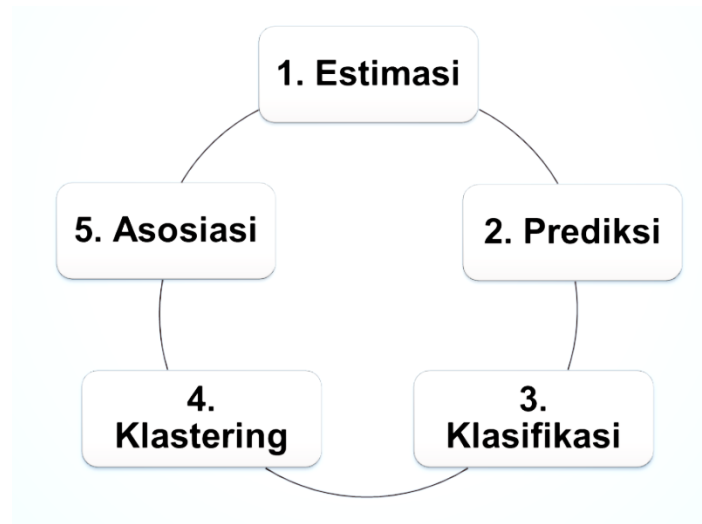 1. Estimasi
2. Prediksi
3.
Klasifikasi
4.
Klastering
5. Asosiasi